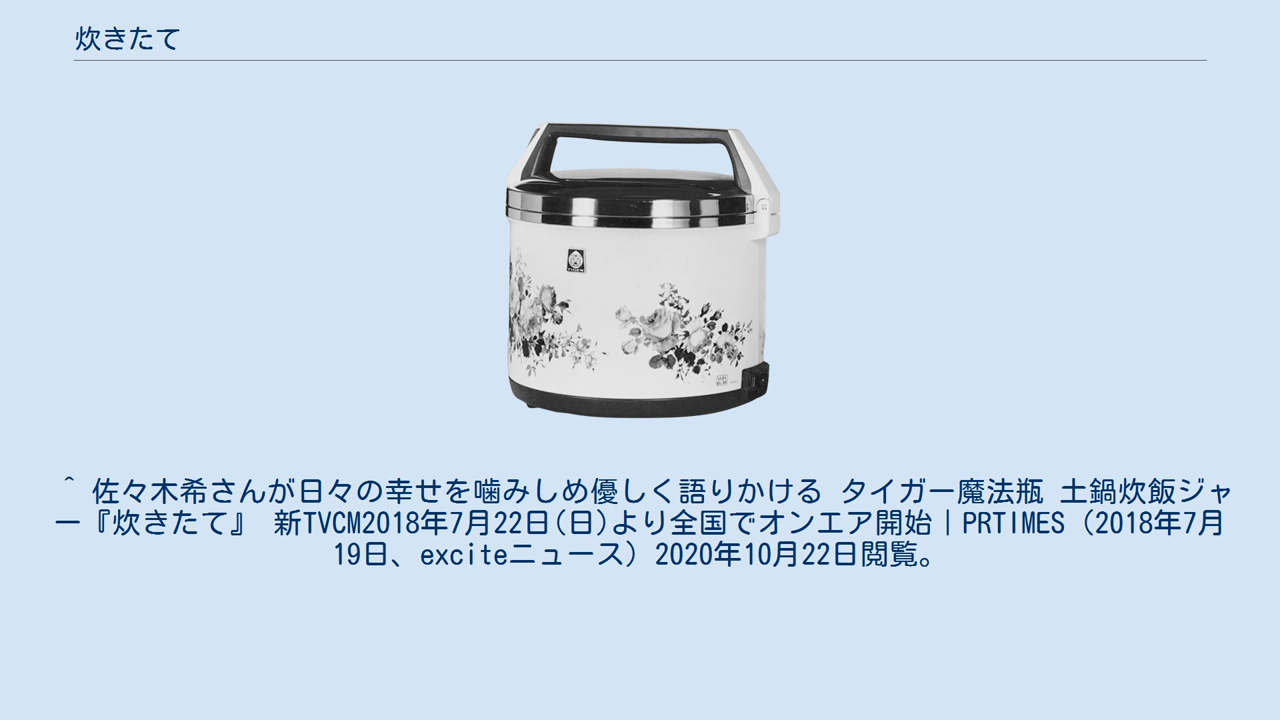 炊きたて
^ 佐々木希さんが日々の幸せを噛みしめ優しく語りかける タイガー魔法瓶 土鍋炊飯ジャ
ー『炊きたて』 新TVCM2018年7月22日(日)より全国でオンエア開始｜PRTIMES（2018年7月
19日、exciteニュース）2020年10月22日閲覧。